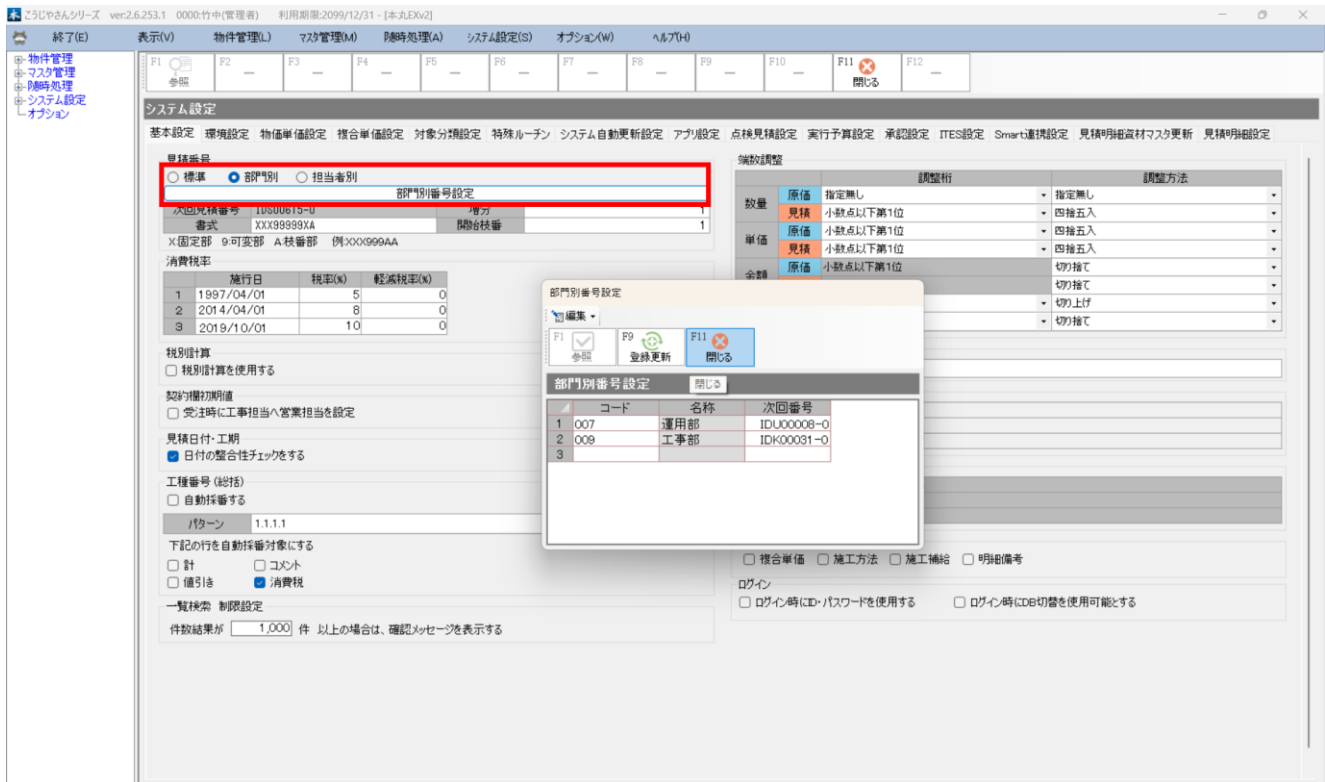 こうじやさんシリーズ ver:2.6.253.1 0000:竹中(管理者) 利用期限:2099/12/31 - [本丸EXv2]
終了(E) 表示(V) 物件管理(L) マスタ管理(M) 随時処理(A) システム設定(S) オプション(W) ヘルプ(H)
物件管理
マスタ管理
随時処理
システム設定
オプション
F1 参照 F2 — F3 — F4 — F5 — F6 — F7 — F8 — F9 — F10 — F11 閉じる F12 —
システム設定
基本設定 環境設定 物価単価設定 複合単価設定 対象分類設定 特殊ルーチン システム自動更新設定 アプリ設定 点検見積設定 実行予算設定 承認設定 ITES設定 Smart連携設定 見積明細資材マスタ更新 見積明細設定
見積番号
標準 部門別 担当者別
部門別番号設定
次回見積番号 IDS00615-0 増分 1
書式 XXX99999XA 開始枝番 1
X:固定部 9:可変部 A:枝番部 例:XXX999AA
消費税率
施行日 税率(%) 軽減税率(%)
1 1997/04/01 5 0
2 2014/04/01 8 0
3 2019/10/01 10 0
税別計算
税別計算を使用する
契約欄初期値
受注時に工事担当へ営業担当を設定
見積日付・工期
日付の整合性チェックをする
工種番号(総括)
自動採番する
パターン 1.1.1.1
下記の行を自動採番対象にする
計 コメント
値引き 消費税
一覧検索 制限設定
件数結果が 1,000 件 以上の場合は、確認メッセージを表示する
端数調整
調整桁 調整方法
数量 原価 指定無し 指定無し
見積 小数点以下第1位 四捨五入
単価 原価 小数点以下第1位 四捨五入
見積 小数点以下第1位 四捨五入
金額 原価 小数点以下第1位 切り捨て
切り捨て
切り上げ
切り捨て
部門別番号設定
編集
F1 参照 F9 登録更新 F11 閉じる
部門別番号設定 閉じる
コード 名称 次回番号
1 007 運用部 IDU00008-0
2 009 工事部 IDK00031-0
3
複合単価 施工方法 施工補給 明細備考
ログイン
ログイン時にID・パスワードを使用する ログイン時にDB切替を使用可能とする